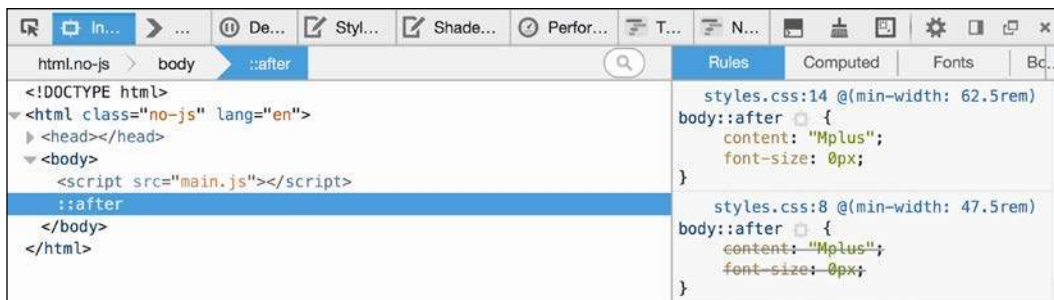 In... ... De... Styl... Shade... Perfor... T... N...
html.no-js body ::after
<!DOCTYPE html>
<html class="no-js" lang="en">
<head></head>
<body>
<script src="main.js"></script>
::after
</body>
</html>
Rules Computed Fonts Bo...
styles.css:14 @(min-width: 62.5rem)
body::after {
content: "Mplus";
font-size: 0px;
}
styles.css:8 @(min-width: 47.5rem)
body::after {
content: "Mplus";
font-size: 0px;
}